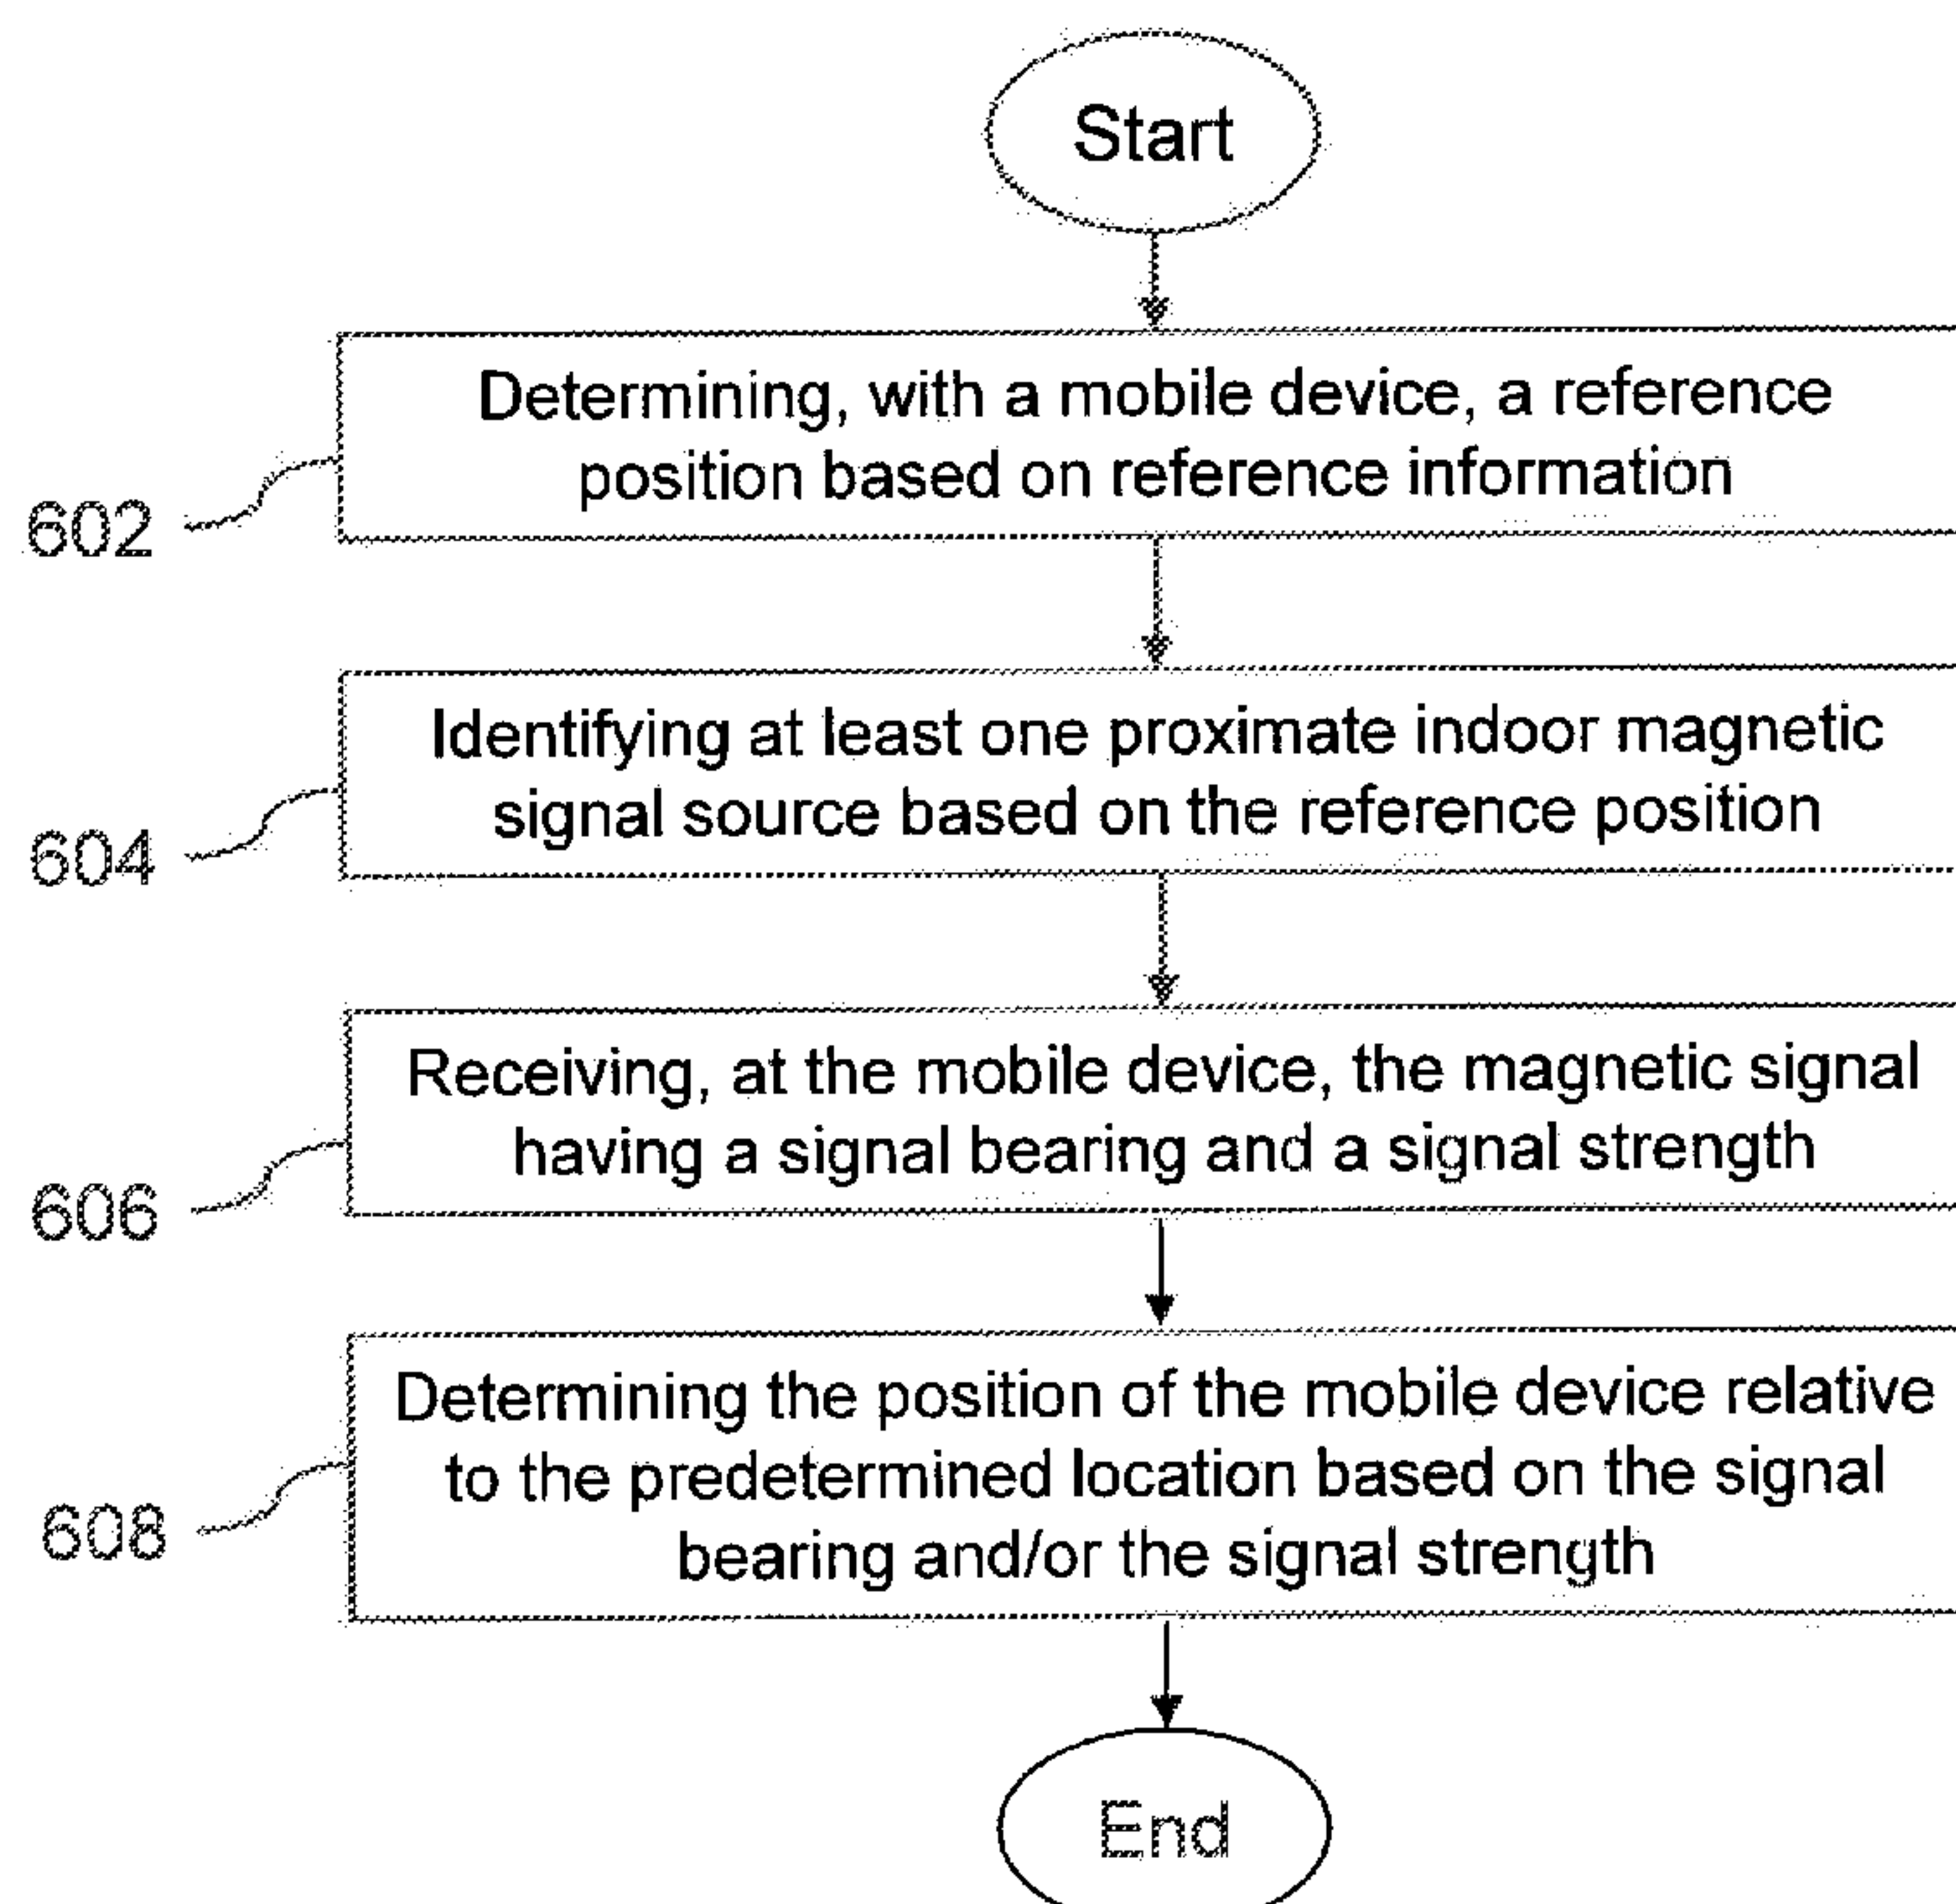 Start
Determining, with a mobile device, a reference
position based on reference information
602
Identifying at least one proximate indoor magnetic
signal source based on the reference position
604
Receiving, at the mobile device, the magnetic signal
having a signal bearing and a signal strength
606
Determining the position of the mobile device relative
to the predetermined location based on the signal
bearing and/or the signal strength
608
End